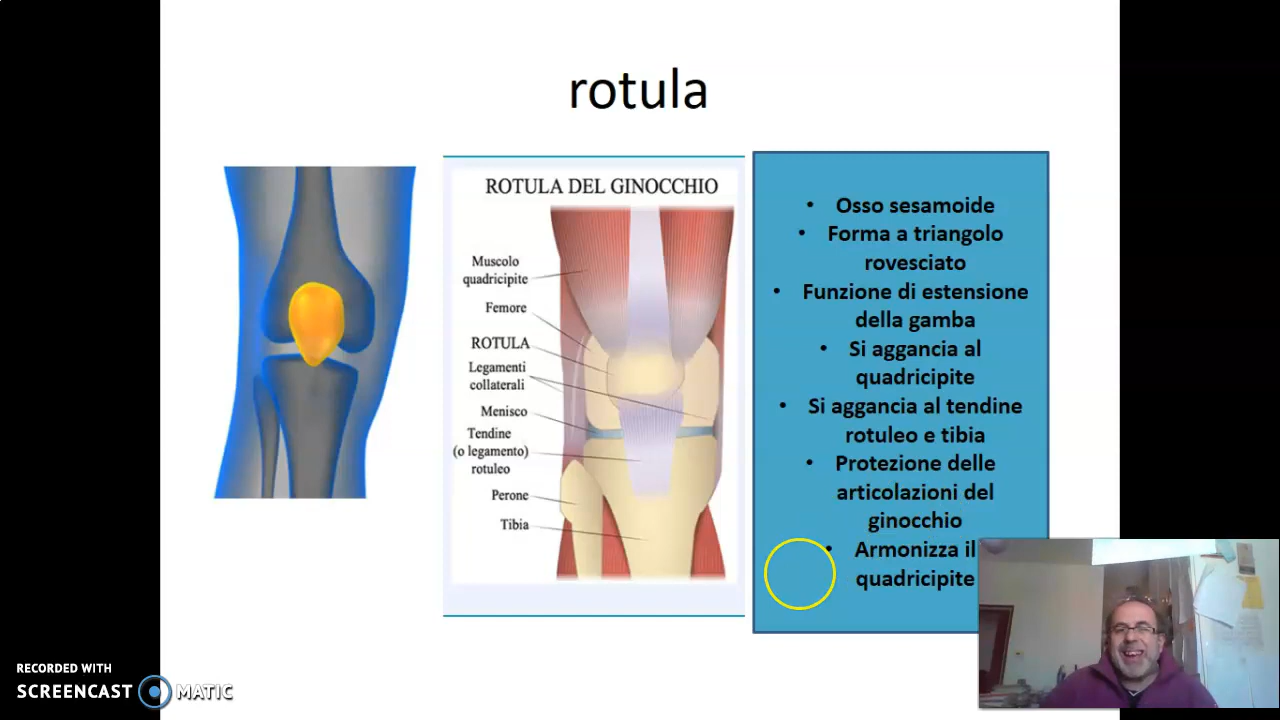 rotula
ROTULA DEL GINOCCHIO
Muscolo
quadricipite
Femore
ROTULA
Legamenti
collaterali
Menisco
Tendine
(o legamento)
rotuleo
Perone
Tibia
• Osso sesamoide
• Forma a triangolo
rovesciato
• Funzione di estensione
della gamba
• Si aggancia al
quadricipite
• Si aggancia al tendine
rotuleo e tibia
• Protezione delle
articolazioni del
ginocchio
• Armonizza il
quadricipite
RECORDED WITH
SCREENCAST MATIC